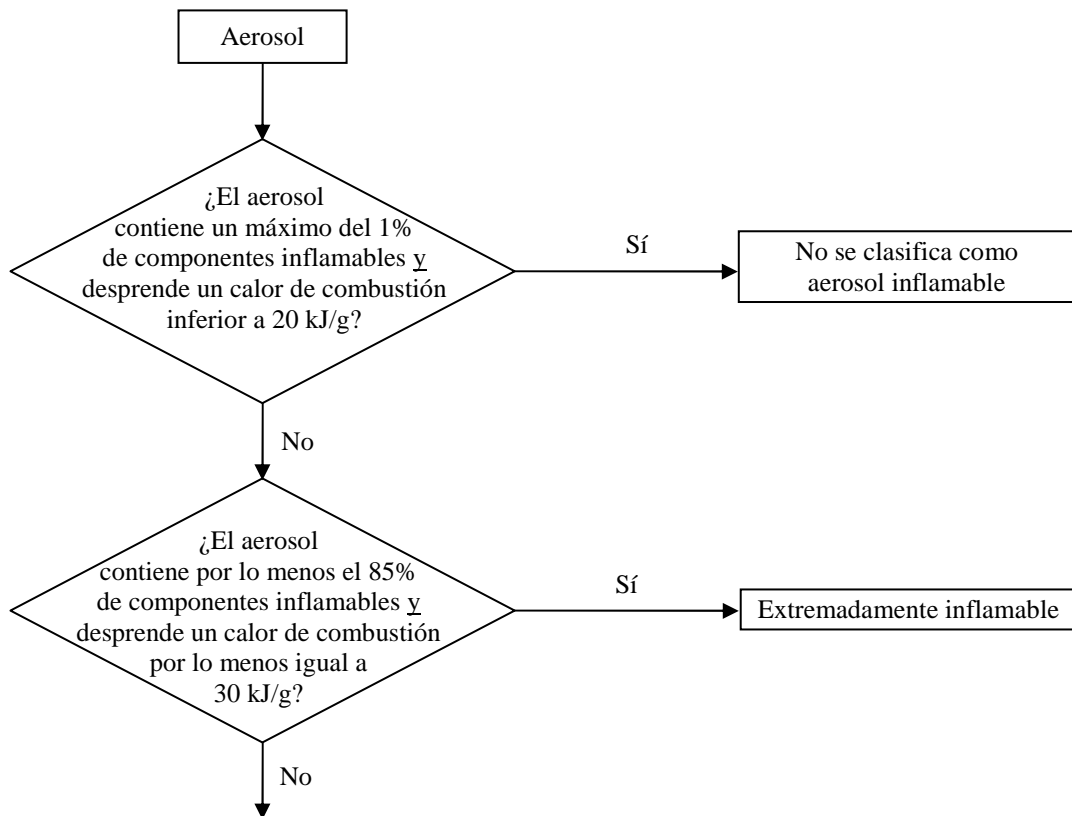 Aerosol
¿El aerosol
contiene un máximo del 1%
de componentes inflamables y
desprende un calor de combustión
inferior a 20 kJ/g?
Sí
No se clasifica como
aerosol inflamable
No
¿El aerosol
contiene por lo menos el 85%
de componentes inflamables y
desprende un calor de combustión
por lo menos igual a
30 kJ/g?
Sí
Extremadamente inflamable
No